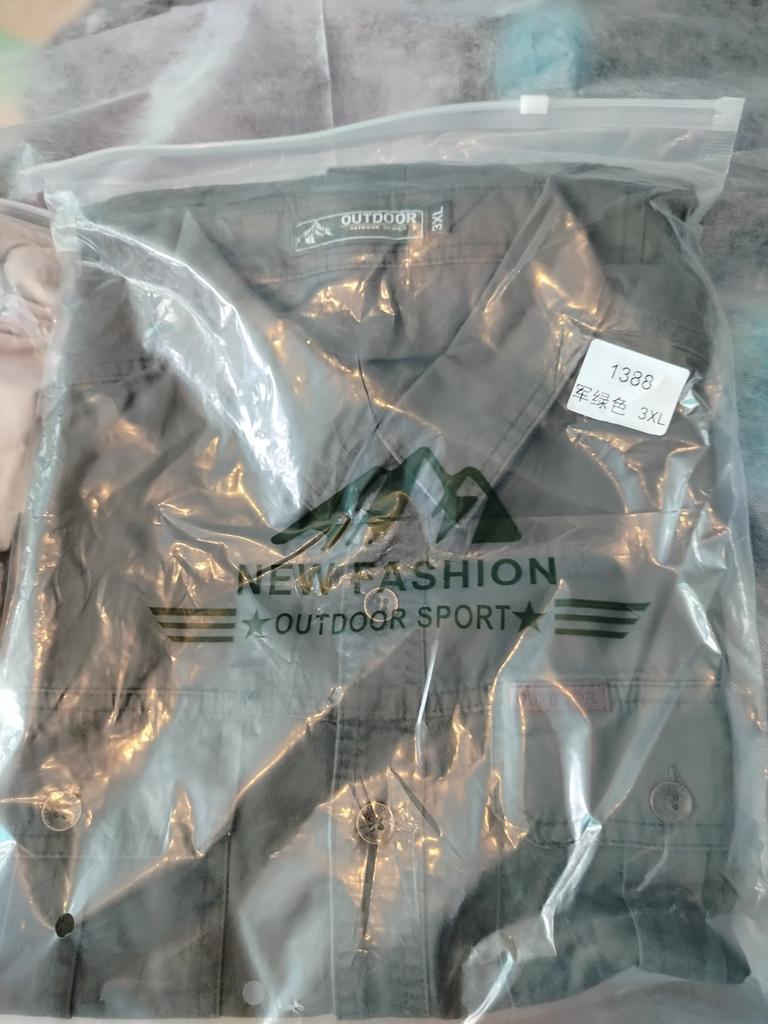 OUTDOOR
3XL
1388
军绿色 3XL
NEW FASHION
★OUTDOOR SPORT★